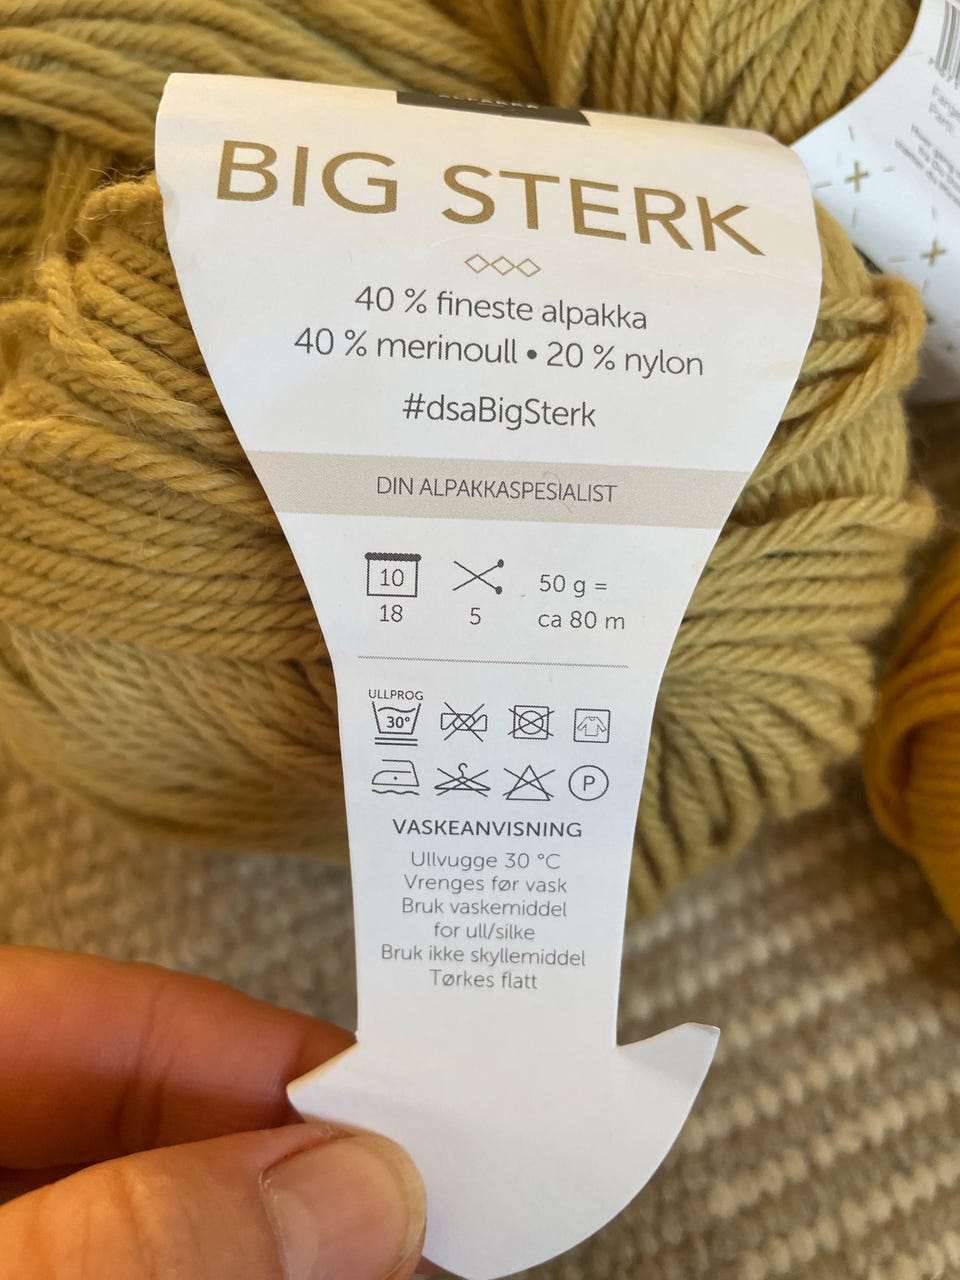 BIG STERK
40 % fineste alpakka
40 % merinoull • 20 % nylon
#dsaBigSterk
DIN ALPAKKASPESIALIST
10
18
5
50 g =
ca 80 m
ULLPROG
30°
P
VASKEANVISNING
Ullvugge 30 °C
Vrenges før vask
Bruk vaskemiddel
for ull/silke
Bruk ikke skyllemiddel
Tørkes flatt